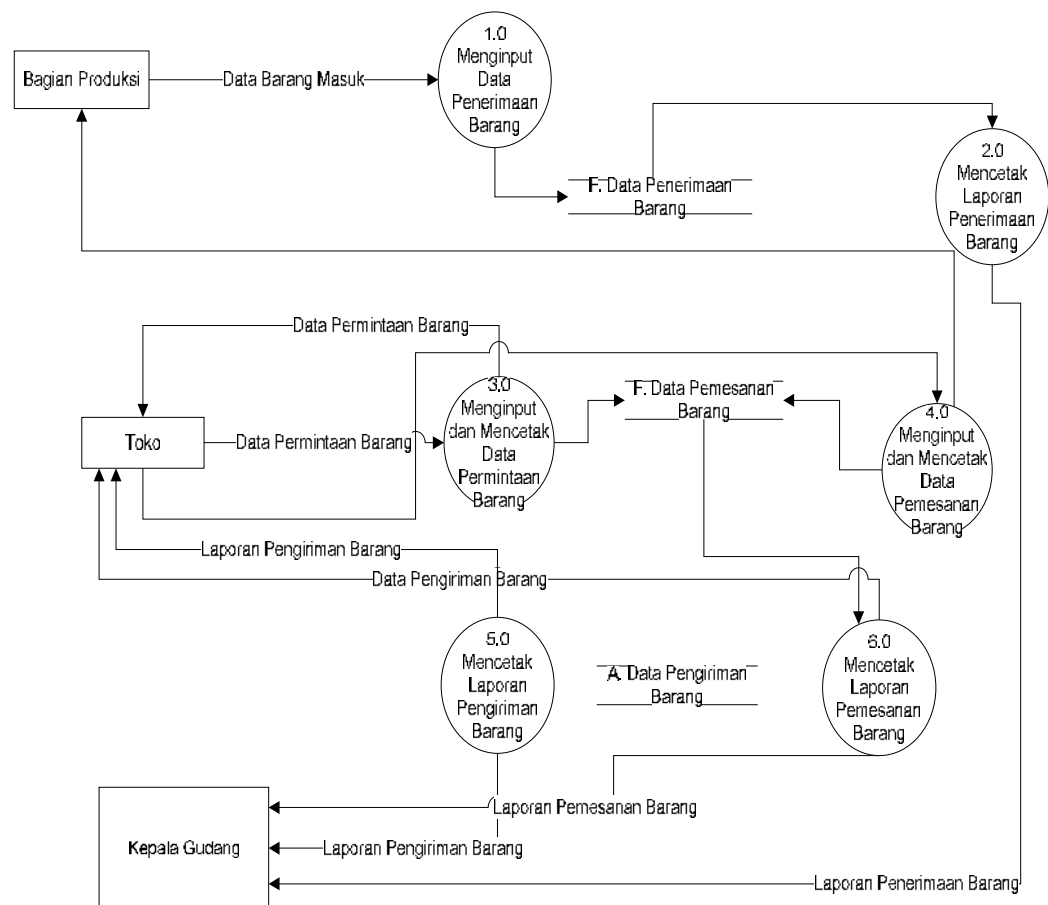 1.0
Menginput
Data
Penerimaan
Barang
Bagian Produksi
Data Barang Masuk
2.0
Mencetak
Laporan
Penerimaan
Barang
F. Data Penerimaan
Barang
Data Permintaan Barang
3.0
Menginput
dan Mencetak
Data
Permintaan
Barang
F. Data Pemesanan
Barang
4.0
Menginput
dan Mencetak
Data
Pemesanan
Barang
Toko
Data Permintaan Barang
Laporan Pengiriman Barang
Data Pengiriman Barang
5.0
Mencetak
Laporan
Pengiriman
Barang
A. Data Pengiriman
Barang
6.0
Mencetak
Laporan
Pemesanan
Barang
Laporan Pemesanan Barang
Kepala Gudang
Laporan Pengiriman Barang
Laporan Penerimaan Barang